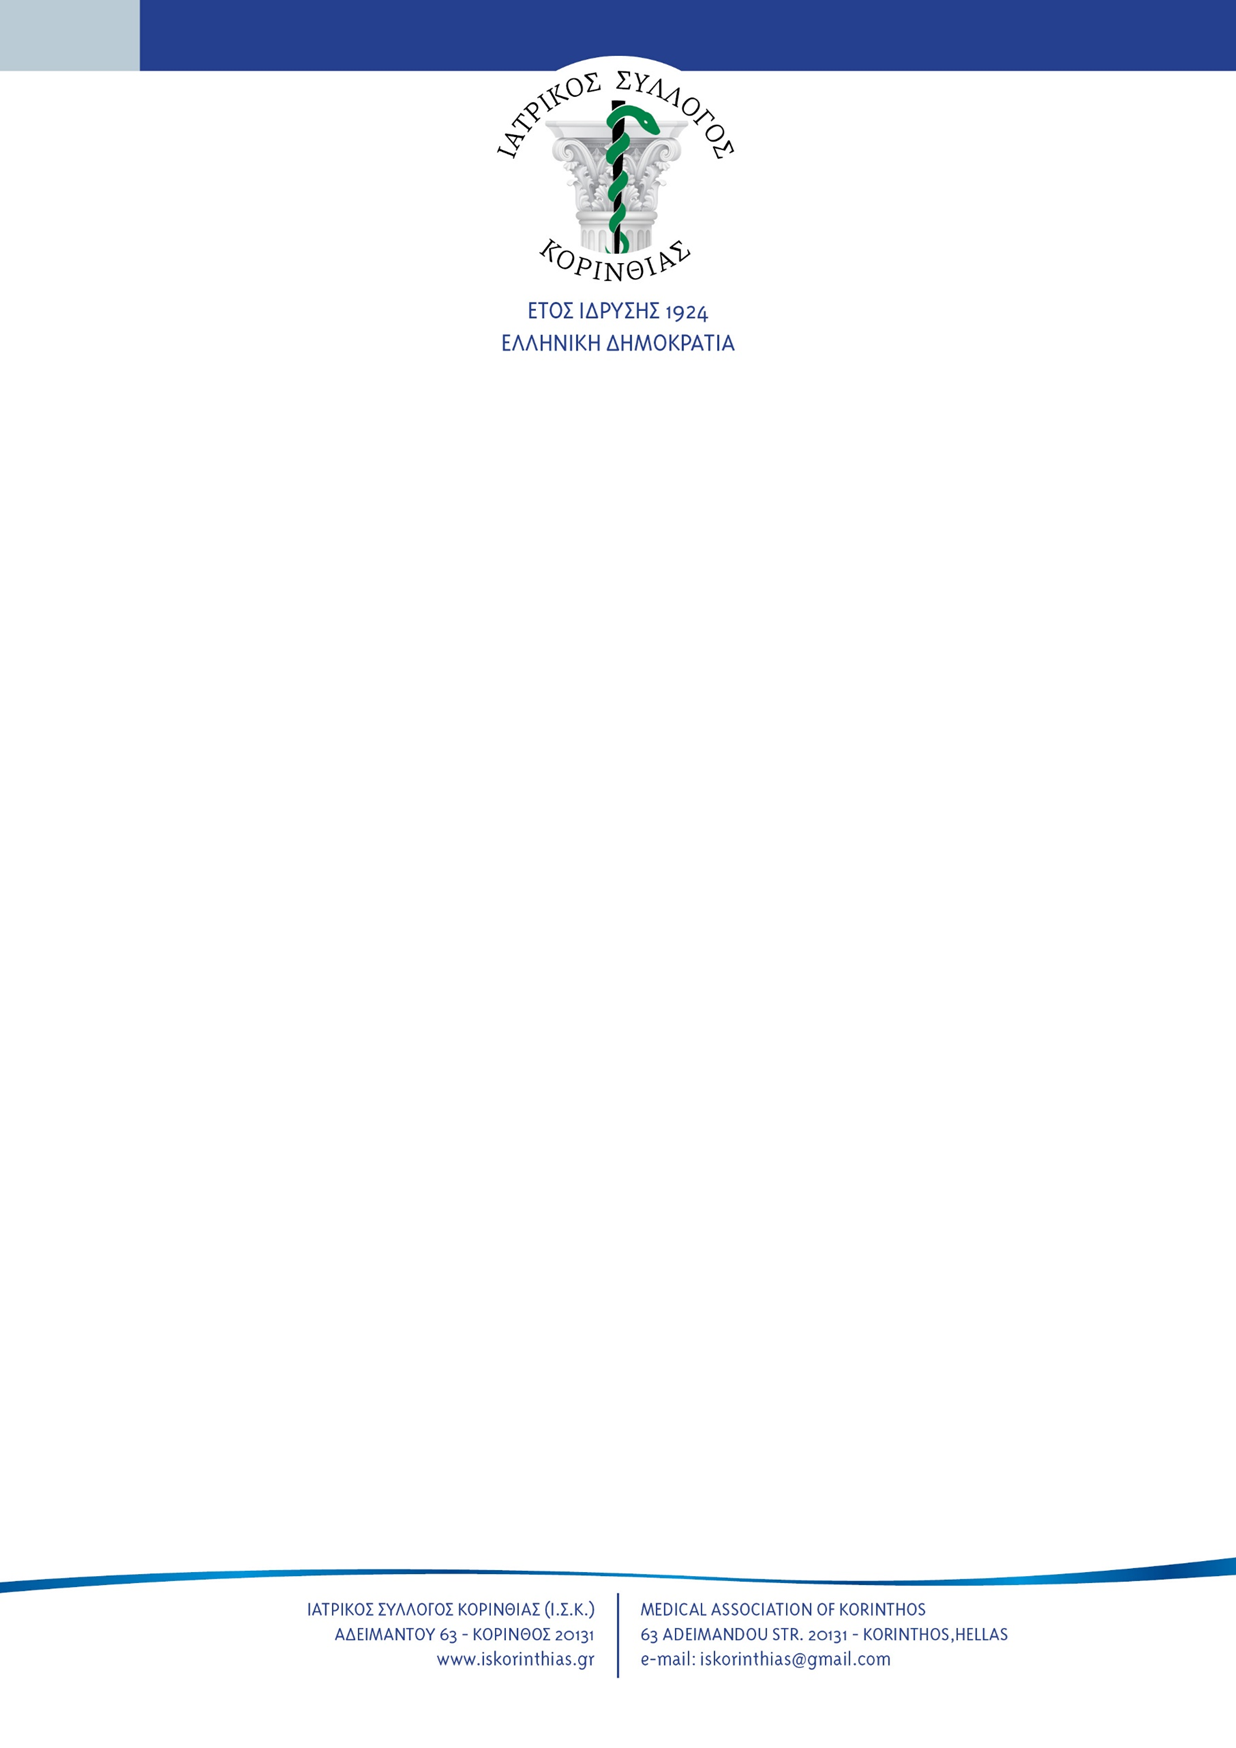 ΙΑΤΡΙΚΟΣ ΣΥΛΛΟΓΟΣ
ΚΟΡΙΝΘΙΑΣ
ΕΤΟΣ ΙΔΡΥΣΗΣ 1924
ΕΛΛΗΝΙΚΗ ΔΗΜΟΚΡΑΤΙΑ
ΙΑΤΡΙΚΟΣ ΣΥΛΛΟΓΟΣ ΚΟΡΙΝΘΙΑΣ (Ι.Σ.Κ.)
ΑΔΕΙΜΑΝΤΟΥ 63 - ΚΟΡΙΝΘΟΣ 20131
www.iskorinthias.gr
MEDICAL ASSOCIATION OF KORINTHOS
63 ADEIMANDOU STR. 20131 - KORINTHOS,HELLAS
e-mail: iskorinthias@gmail.com